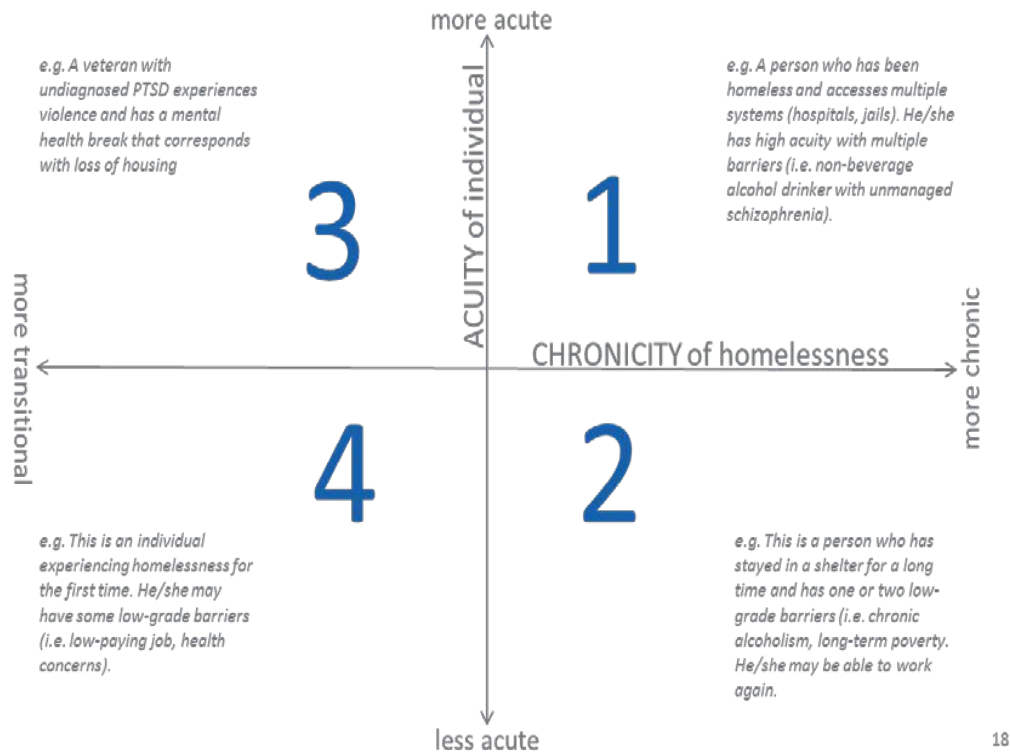 more acute
e.g. A veteran with
undiagnosed PTSD experiences
violence and has a mental
health break that corresponds
with loss of housing
3
ACUITY of individual
1
e.g. A person who has been
homeless and accesses multiple
systems (hospitals, jails). He/she
has high acuity with multiple
barriers (i.e. non-beverage
alcohol drinker with unmanaged
schizophrenia).
more transitional
CHRONICITY of homelessness
more chronic
4
2
e.g. This is an individual
experiencing homelessness for
the first time. He/she may
have some low-grade barriers
(i.e. low-paying job, health
concerns).
e.g. This is a person who has
stayed in a shelter for a long
time and has one or two low-
grade barriers (i.e. chronic
alcoholism, long-term poverty.
He/she may be able to work
again.
less acute
18